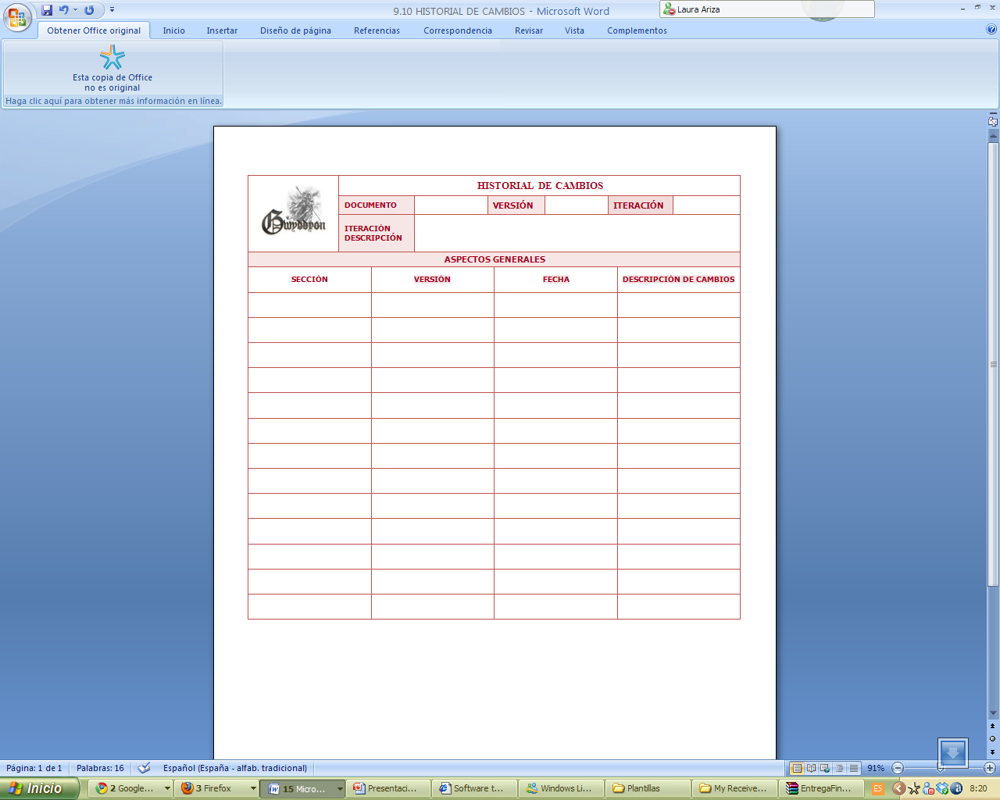 9.10 HISTORIAL DE CAMBIOS - Microsoft Word
Laura Ariza
Obtener Office original
Inicio
Insertar
Diseño de página
Referencias
Correspondencia
Revisar
Vista
Complementos
Esta copia de Office
no es original
Haga clic aquí para obtener más información en línea.
Gwyddyon
HISTORIAL DE CAMBIOS
DOCUMENTO
VERSIÓN
ITERACIÓN
ITERACIÓN
DESCRIPCIÓN
ASPECTOS GENERALES
SECCIÓN
VERSIÓN
FECHA
DESCRIPCIÓN DE CAMBIOS
Página: 1 de 1
Palabras: 16
Español (España - alfab. tradicional)
91%
Inicio
2 Google...
3 Firefox
15 Micro...
Presentaci...
Software t...
Windows Li...
Plantillas
My Receive...
EntregaFin...
ES
8:20